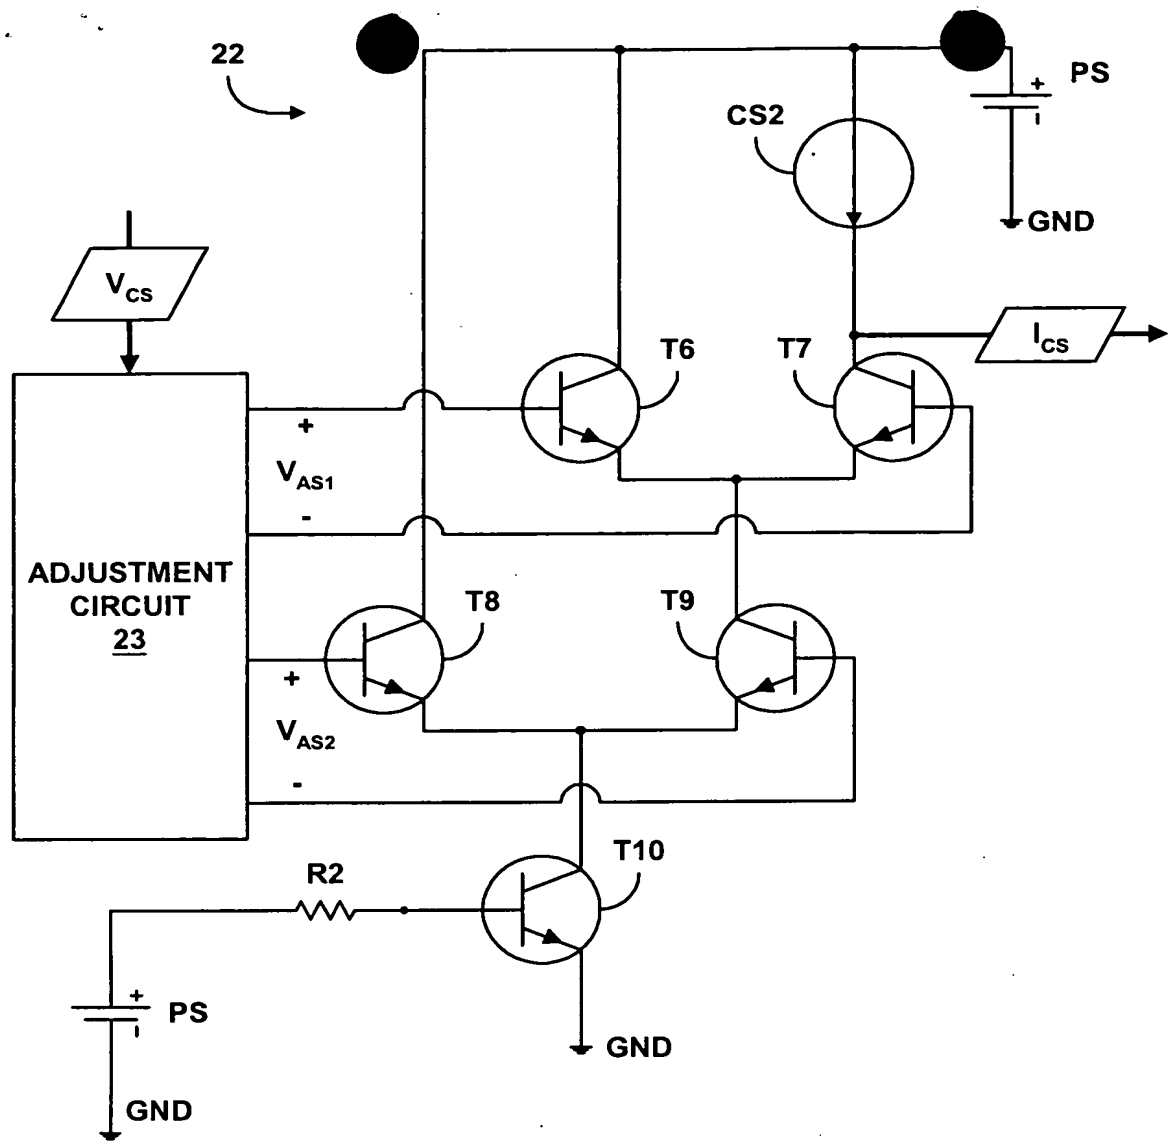 22
PS
+
-
CS2
GND
VCS
ICS
T6
T7
+
VAS1
-
ADJUSTMENT
CIRCUIT
23
T8
T9
+
VAS2
-
T10
R2
+
-
PS
GND
GND